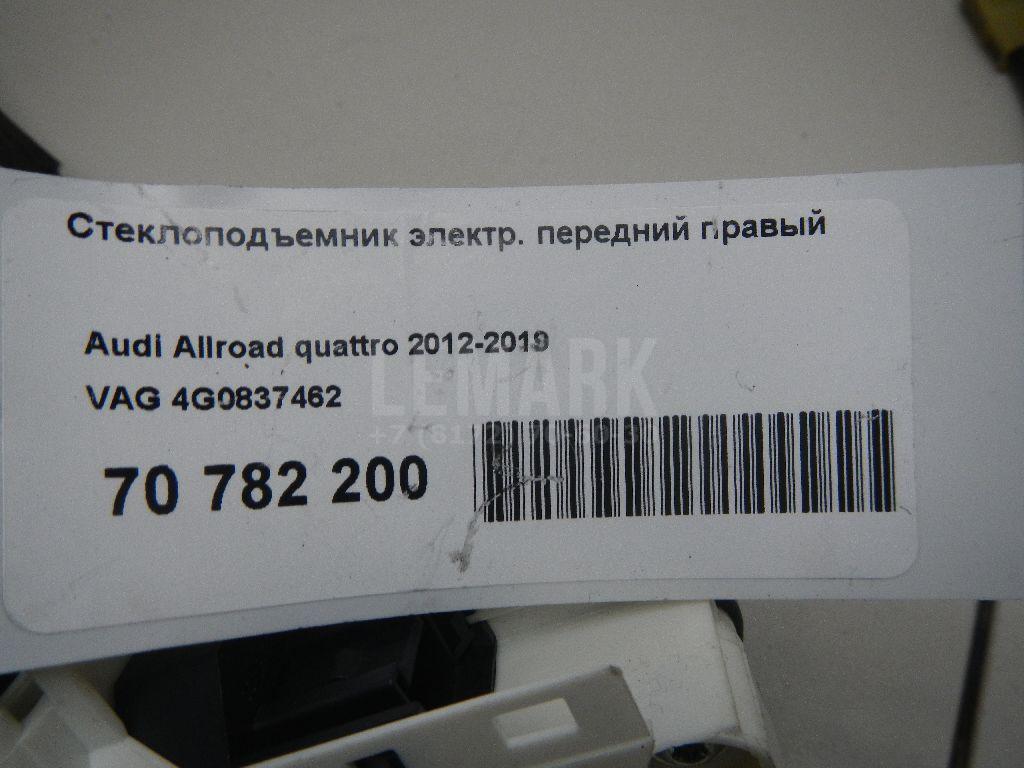 Стеклоподъемник электр. передний правый
Audi Allroad quattro 2012-2019
VAG 4G0837462
LEMARK
70 782 200